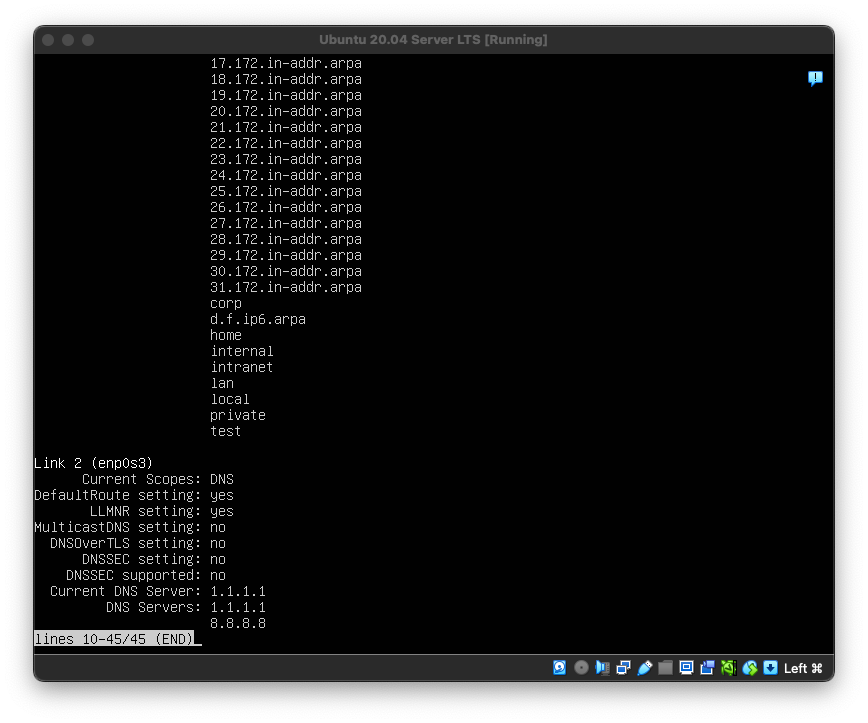 Ubuntu 20.04 Server LTS [Running]
17.172.in-addr.arpa
18.172.in-addr.arpa
19.172.in-addr.arpa
20.172.in-addr.arpa
21.172.in-addr.arpa
22.172.in-addr.arpa
23.172.in-addr.arpa
24.172.in-addr.arpa
25.172.in-addr.arpa
26.172.in-addr.arpa
27.172.in-addr.arpa
28.172.in-addr.arpa
29.172.in-addr.arpa
30.172.in-addr.arpa
31.172.in-addr.arpa
corp
d.f.ip6.arpa
home
internal
intranet
lan
local
private
test
Link 2 (enp0s3)
Current Scopes: DNS
DefaultRoute setting: yes
LLMNR setting: yes
MulticastDNS setting: no
DNSOverTLS setting: no
DNSSEC setting: no
DNSSEC supported: no
Current DNS Server: 1.1.1.1
DNS Servers: 1.1.1.1
8.8.8.8
lines 10-45/45 (END)
Left ⌘